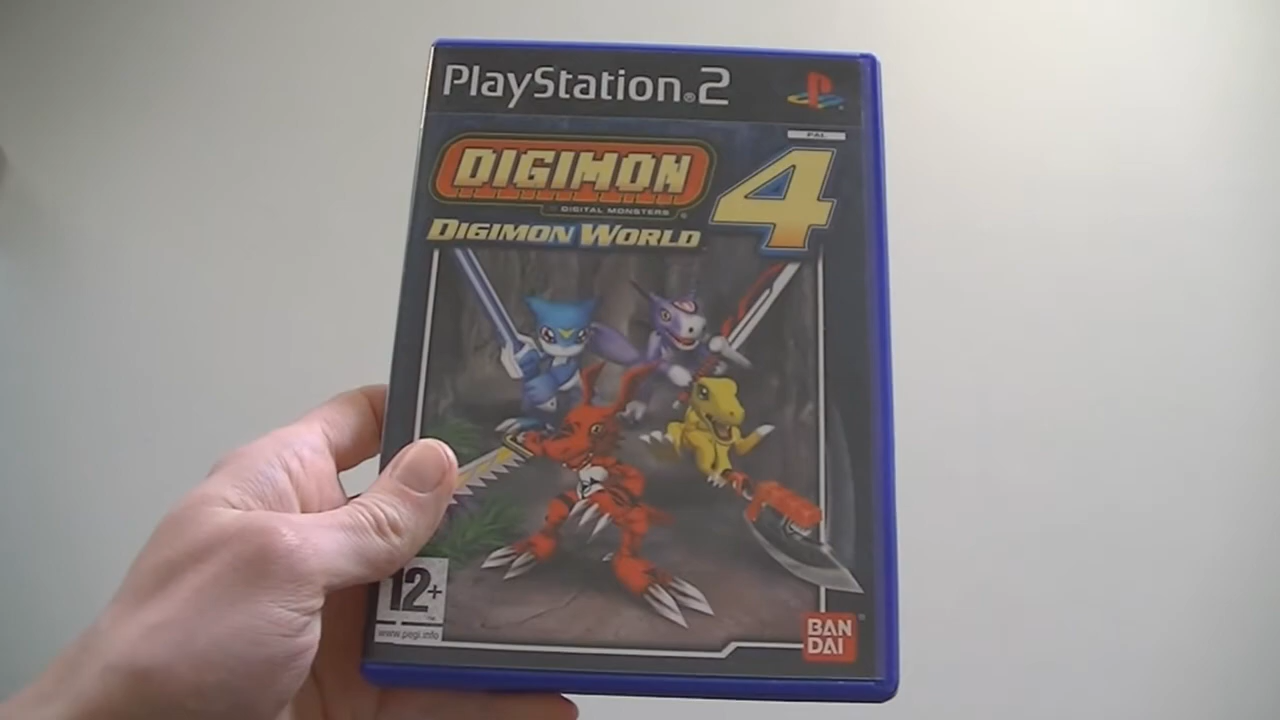 PlayStation®2
PAL
DIGIMON
DIGITAL MONSTERS
4
DIGIMON WORLD
12+
www.pegi.info
BAN
DAI